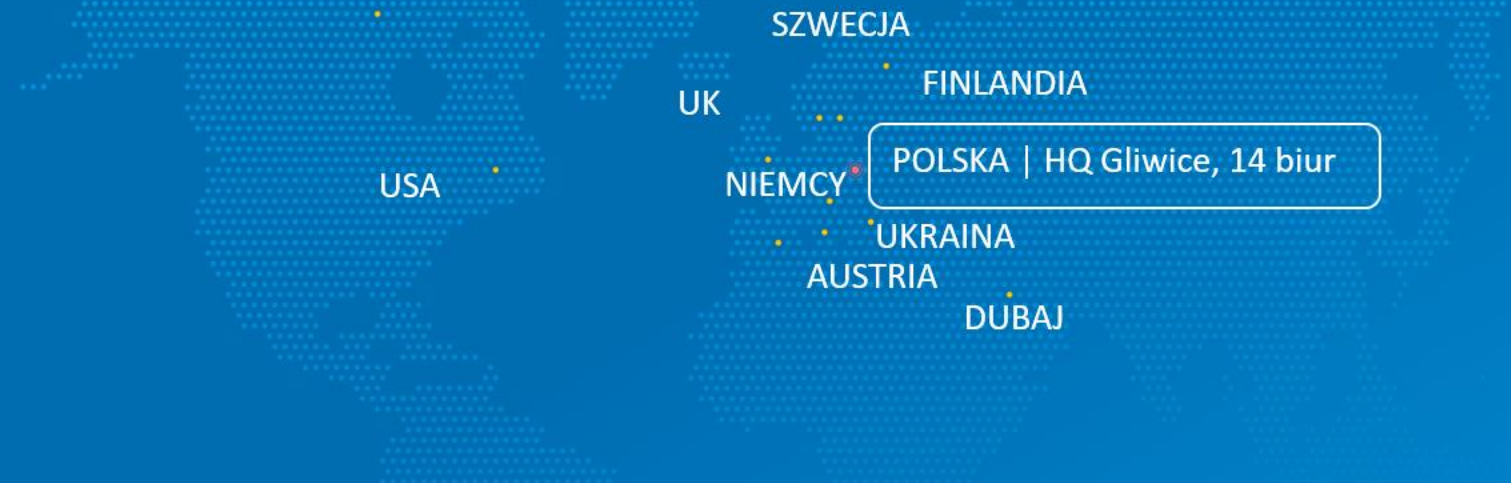 SZWECJA
FINLANDIA
UK
POLSKA | HQ Gliwice, 14 biur
USA
NIEMCY
UKRAINA
AUSTRIA
DUBAJ